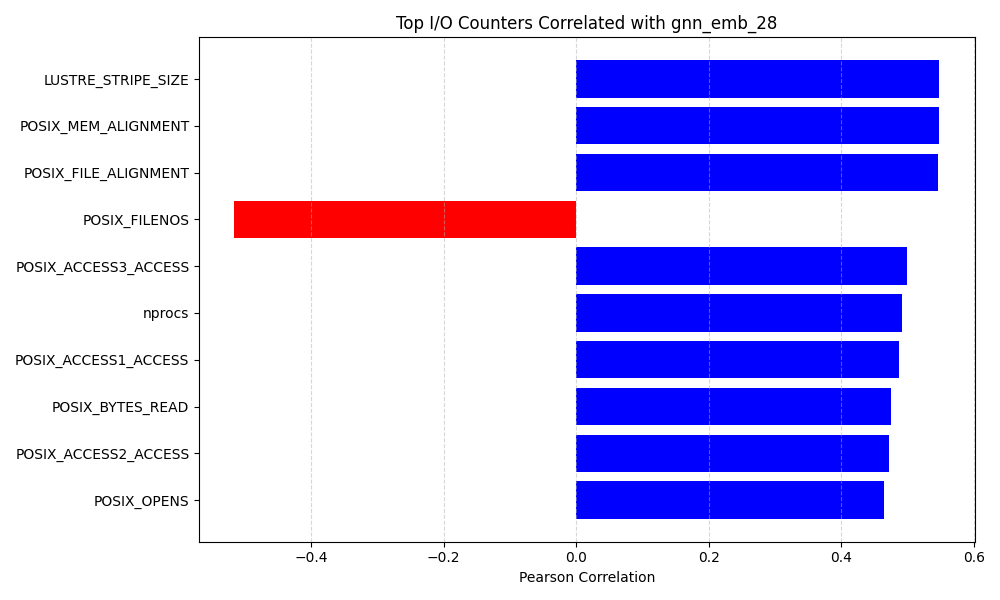 Top I/O Counters Correlated with gnn_emb_28
LUSTRE_STRIPE_SIZE
POSIX_MEM_ALIGNMENT
POSIX_FILE_ALIGNMENT
POSIX_FILENOS
POSIX_ACCESS3_ACCESS
nprocs
POSIX_ACCESS1_ACCESS
POSIX_BYTES_READ
POSIX_ACCESS2_ACCESS
POSIX_OPENS
−0.4 −0.2 0.0 0.2 0.4 0.6
Pearson Correlation